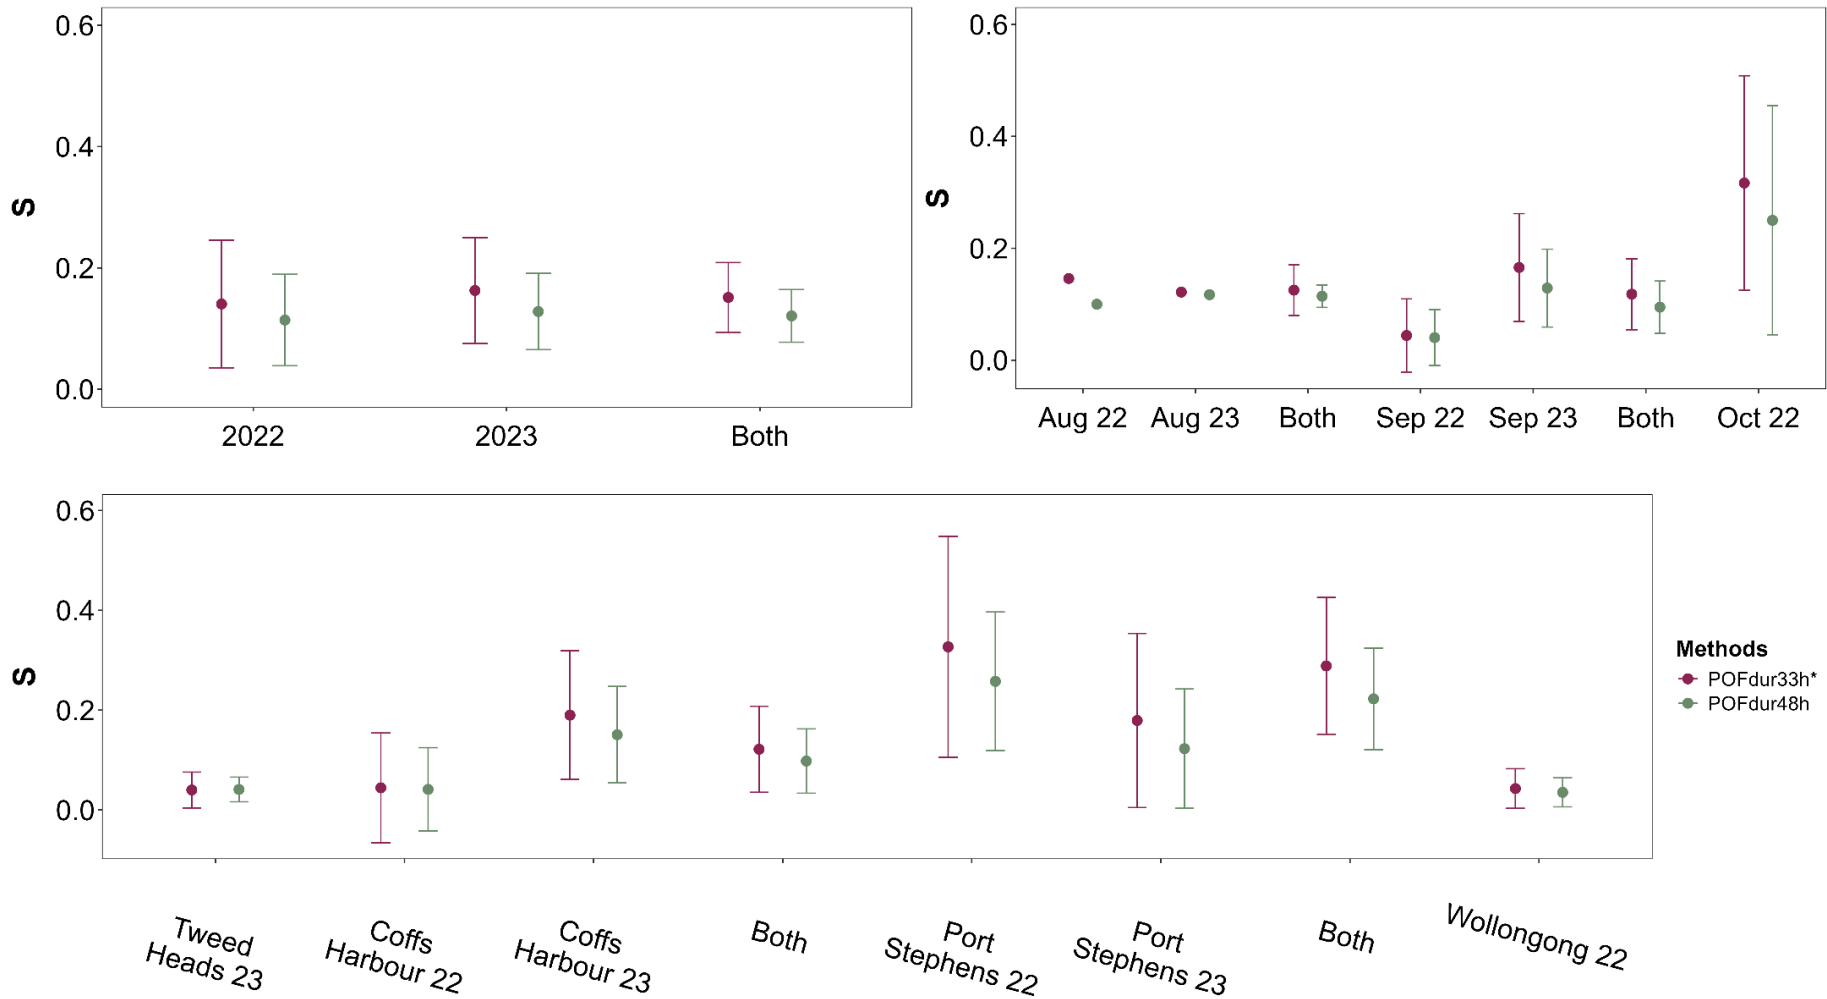 0.6
0.4
0.2
0.0
S
2022
2023
Both
0.6
0.4
0.2
0.0
S
Aug 22
Aug 23
Both
Sep 22
Sep 23
Both
Oct 22
0.6
0.4
0.2
0.0
S
Tweed
Heads 23
Coffs
Harbour 22
Coffs
Harbour 23
Both
Port
Stephens 22
Port
Stephens 23
Both
Wollongong 22
Methods
POFdur33h*
POFdur48h